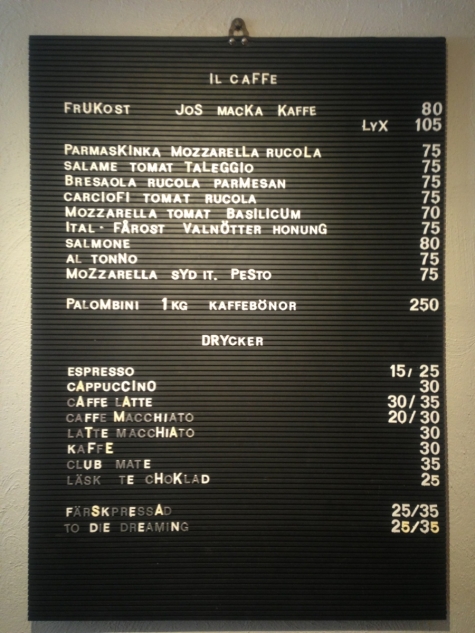 IL CAFFE
FRUKOST JOS MACKA KAFFE 80
LYX 105
PARMASKINKA MOZZARELLA RUCOLA 75
SALAME TOMAT TALEGGIO 75
BRESAOLA RUCOLA PARMESAN 75
CARCIOFI TOMAT RUCOLA 75
MOZZARELLA TOMAT BASILICUM 70
ITAL· FÅROST VALNÖTTER HONUNG 75
SALMONE 80
AL TONNO 75
MOZZARELLA SYD IT. PESTO 75
PALOMBINI 1 KG KAFFEBÖNOR 250
DRYCKER
ESPRESSO 15/25
CAPPUCCINO 30
CAFFE LATTE 30/35
CAFFE MACCHIATO 20/30
LATTE MACCHIATO 30
KAFFE 30
CLUB MATE 35
LÄSK TE CHOKLAD 25
FÄRSKPRESSAD 25/35
TO DIE DREAMING 25/35